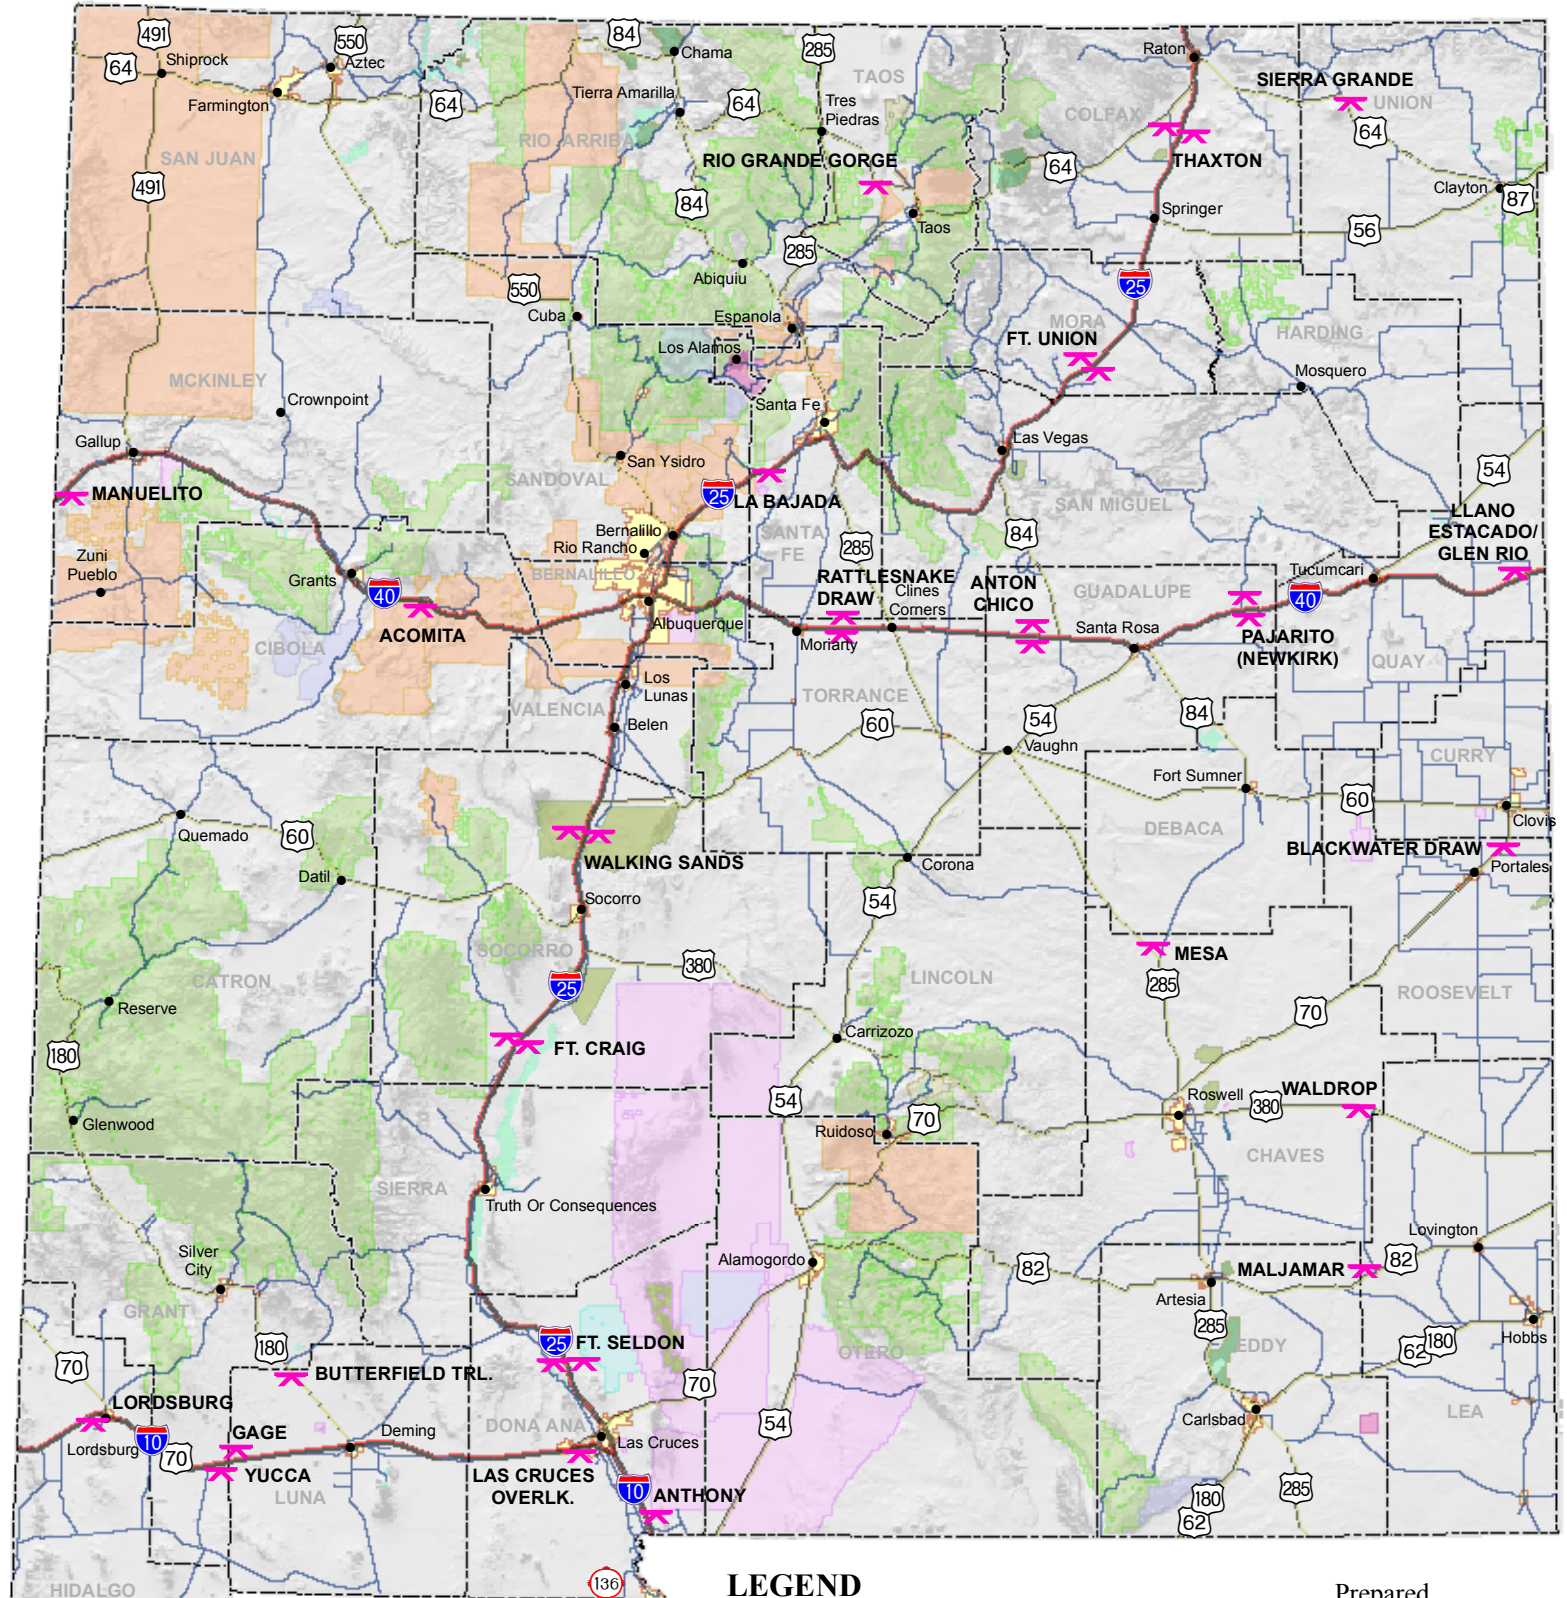 491
550
84
285
Raton
64
Shiprock
Aztec
Chama
TAOS
SIERRA GRANDE
UNION
Farmington
64
Tierra Amarilla
64
Tres
Piedras
COLFAX
64
SAN JUAN
RIO ARRIBA
RIO GRANDE GORGE
64
THAXTON
491
84
Clayton
87
Springer
Taos
56
285
Abiquiu
550
25
Cuba
Espanola
MORA
HARDING
FT. UNION
Los Alamos
MCKINLEY
Mosquero
Crownpoint
Santa Fe
Gallup
Las Vegas
San Ysidro
54
SANDOVAL
MANUELITO
25
LA BAJADA
SAN MIGUEL
LLANO
ESTACADO/
GLEN RIO
Bernalillo
Rio Rancho
SANTA
FE
285
84
Zuni
Pueblo
Grants
BERNALILLO
RATTLESNAKE
DRAW
Clines
Corners
ANTON
CHICO
GUADALUPE
Tucumcari
40
40
ACOMITA
Albuquerque
Moriarty
Santa Rosa
PAJARITO
(NEWKIRK)
CIBOLA
QUAY
Los
Lunas
TORRANCE
VALENCIA
Belen
60
54
84
Vaughn
CURRY
Fort Sumner
60
Quemado
60
Clovis
DEBACA
WALKING SANDS
BLACKWATER DRAW
Corona
Portales
Datil
54
Socorro
SOCORRO
MESA
380
LINCOLN
CATRON
25
285
ROOSEVELT
Reserve
70
Carrizozo
FT. CRAIG
180
WALDROP
54
Roswell
380
Glenwood
Ruidoso
70
CHAVES
SIERRA
Truth Or Consequences
Lovington
Silver
City
Alamogordo
82
MALJAMAR
82
Artesia
GRANT
285
Hobbs
180
25
FT. SELDON
OTERO
EDDY
62
180
70
BUTTERFIELD TRL.
70
LORDSBURG
54
Carlsbad
LEA
Lordsburg
10
70
GAGE
Deming
DONA ANA
Las Cruces
YUCCA
LAS CRUCES
OVERLK.
10
ANTHONY
LUNA
180
62
285
136
HIDALGO
LEGEND
Prepared